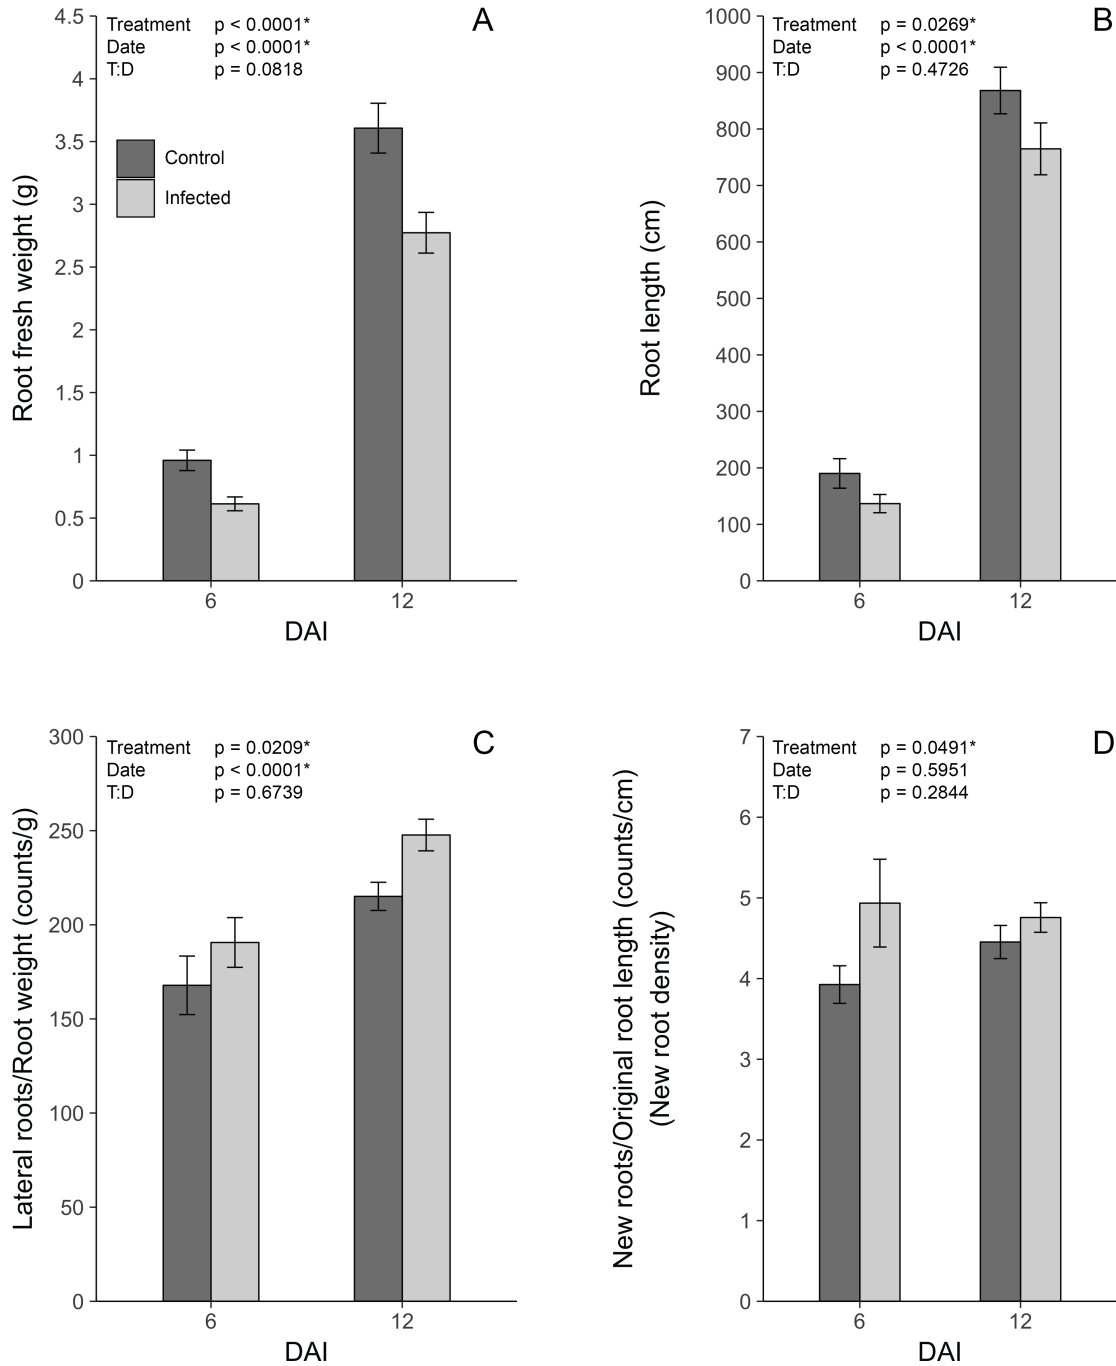 A
Treatment p < 0.0001*
Date p < 0.0001*
T:D p = 0.0818
Control
Infected
Root fresh weight (g)
4.5
4
3.5
3
2.5
2
1.5
1
0.5
0
6 12
DAI
B
Treatment p = 0.0269*
Date p < 0.0001*
T:D p = 0.4726
Root length (cm)
1000
900
800
700
600
500
400
300
200
100
0
6 12
DAI
C
Treatment p = 0.0209*
Date p < 0.0001*
T:D p = 0.6739
Lateral roots/Root weight (counts/g)
300
250
200
150
100
50
0
6 12
DAI
D
Treatment p = 0.0491*
Date p = 0.5951
T:D p = 0.2844
New roots/Original root length (counts/cm)
(New root density)
7
6
5
4
3
2
1
0
6 12
DAI